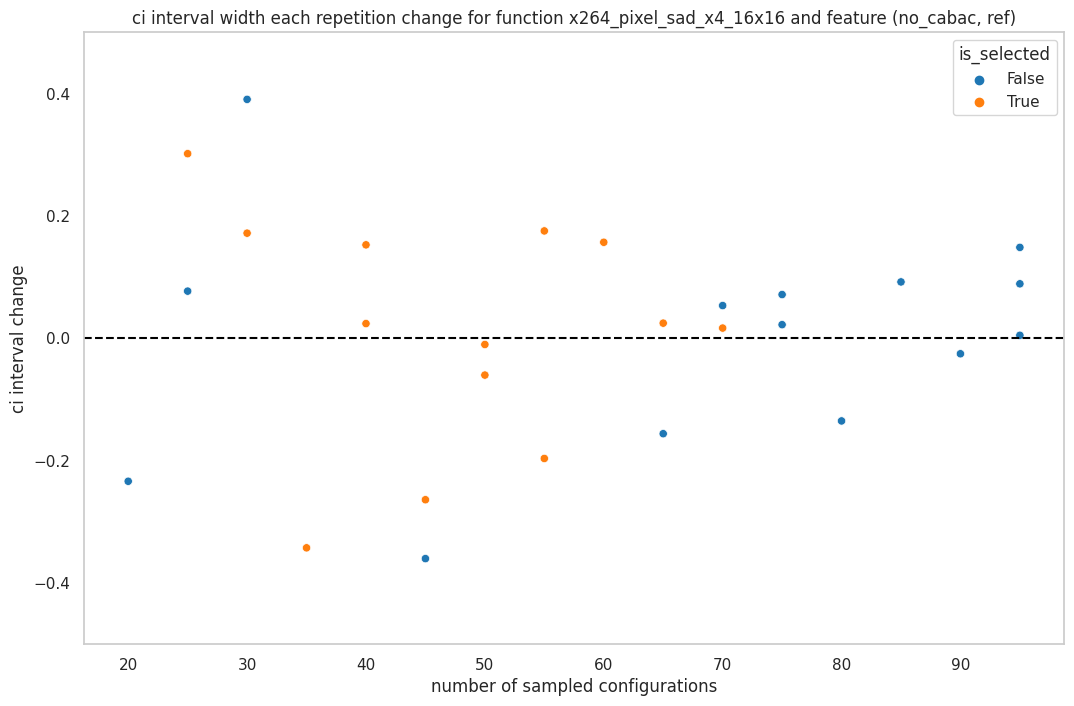 ci interval width each repetition change for function x264_pixel_sad_x4_16x16 and feature (no_cabac, ref)
is_selected
False
True
0.4
0.2
0.0
−0.2
−0.4
ci interval change
20 30 40 50 60 70 80 90
number of sampled configurations